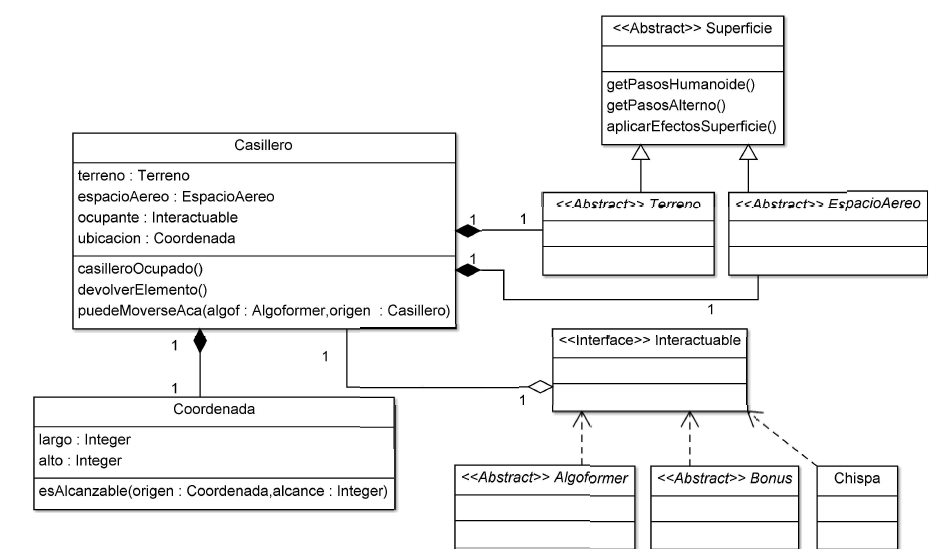 <<Abstract>> Superficie
getPasosHumanoide()
getPasosAlterno()
aplicarEfectosSuperficie()
Casillero
terreno : Terreno
espacioAereo : EspacioAereo
ocupante : Interactuable
ubicacion : Coordenada
casilleroOcupado()
devolverElemento()
puedeMoverseAca(algof : Algoformer,origen : Casillero)
1
1
<<Abstract>> Terreno
<<Abstract>> EspacioAereo
1
1
1
1
1
1
<<Interface>> Interactuable
Coordenada
largo : Integer
alto : Integer
esAlcanzable(origen : Coordenada,alcance : Integer)
<<Abstract>> Algoformer
<<Abstract>> Bonus
Chispa